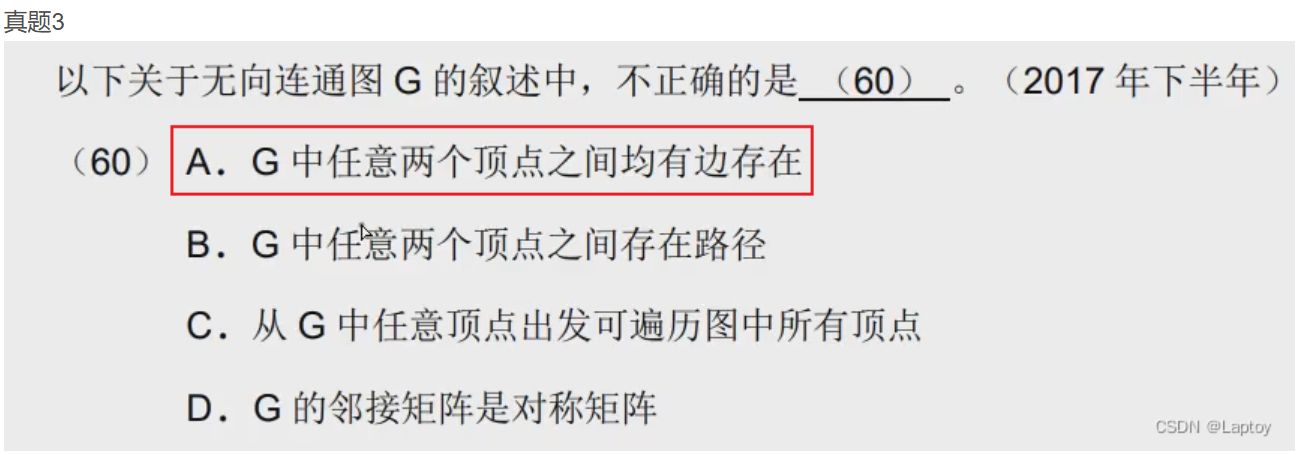 真题3
以下关于无向连通图 G 的叙述中，不正确的是 （60） 。（2017 年下半年）
（60） A．G 中任意两个顶点之间均有边存在
B．G 中任意两个顶点之间存在路径
C．从 G 中任意顶点出发可遍历图中所有顶点
D．G 的邻接矩阵是对称矩阵
CSDN @Laptoy